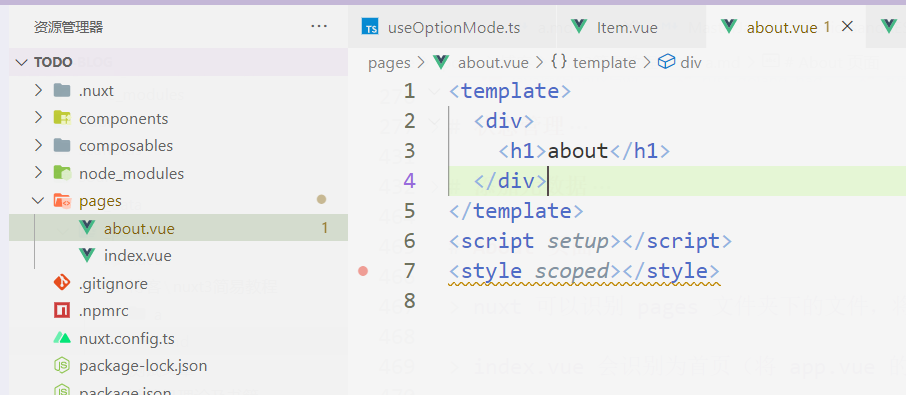 资源管理器
TODO
.nuxt
components
composables
node_modules
pages
about.vue 1
index.vue
.gitignore
.npmrc
nuxt.config.ts
package-lock.json
package.json
TS useOptionMode.ts Item.vue about.vue 1
pages > about.vue > {} template > div
1 <template>
2 <div>
3 <h1>about</h1>
4 </div>
5 </template>
6 <script setup></script>
7 <style scoped></style>
8